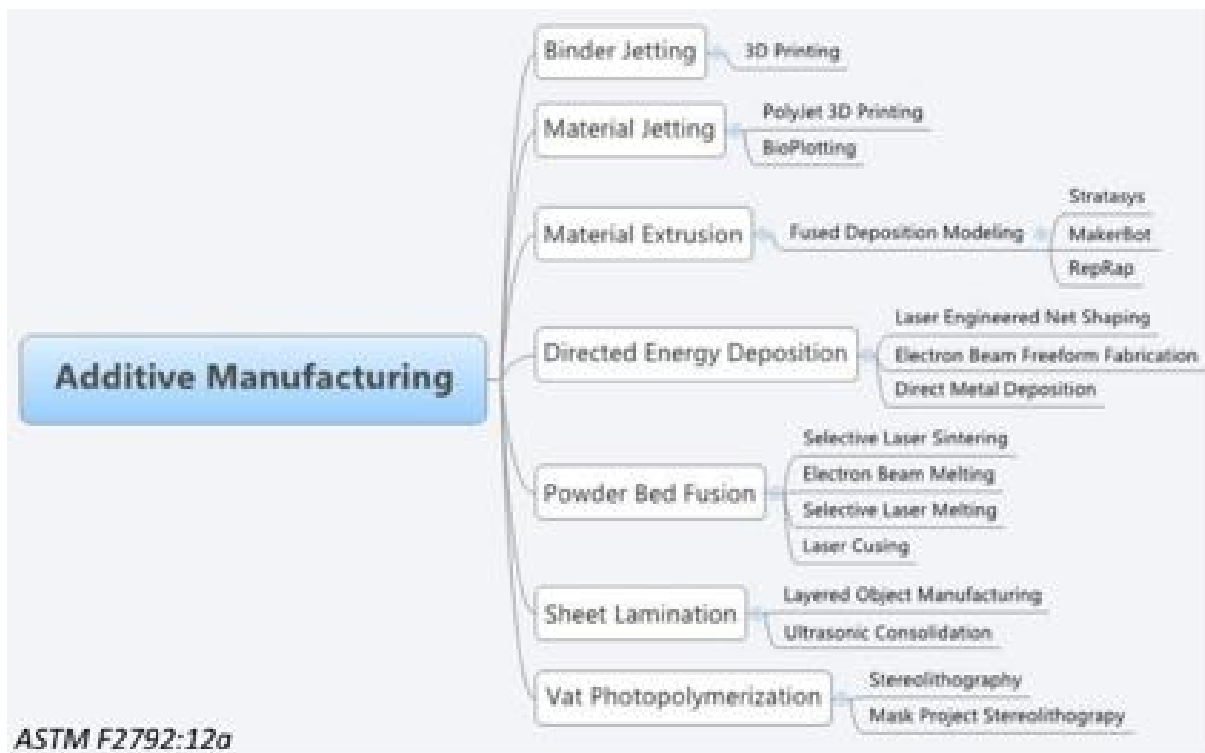 Binder Jetting
3D Printing
Material Jetting
PolyJet 3D Printing
BioPlotting
Material Extrusion
Fused Deposition Modeling
Stratasys
MakerBot
RepRap
Additive Manufacturing
Directed Energy Deposition
Laser Engineered Net Shaping
Electron Beam Freeform Fabrication
Direct Metal Deposition
Powder Bed Fusion
Selective Laser Sintering
Electron Beam Melting
Selective Laser Melting
Laser Cusing
Sheet Lamination
Layered Object Manufacturing
Ultrasonic Consolidation
Vat Photopolymerization
Stereolithography
Mask Project Stereolithograpy
ASTM F2792:12a